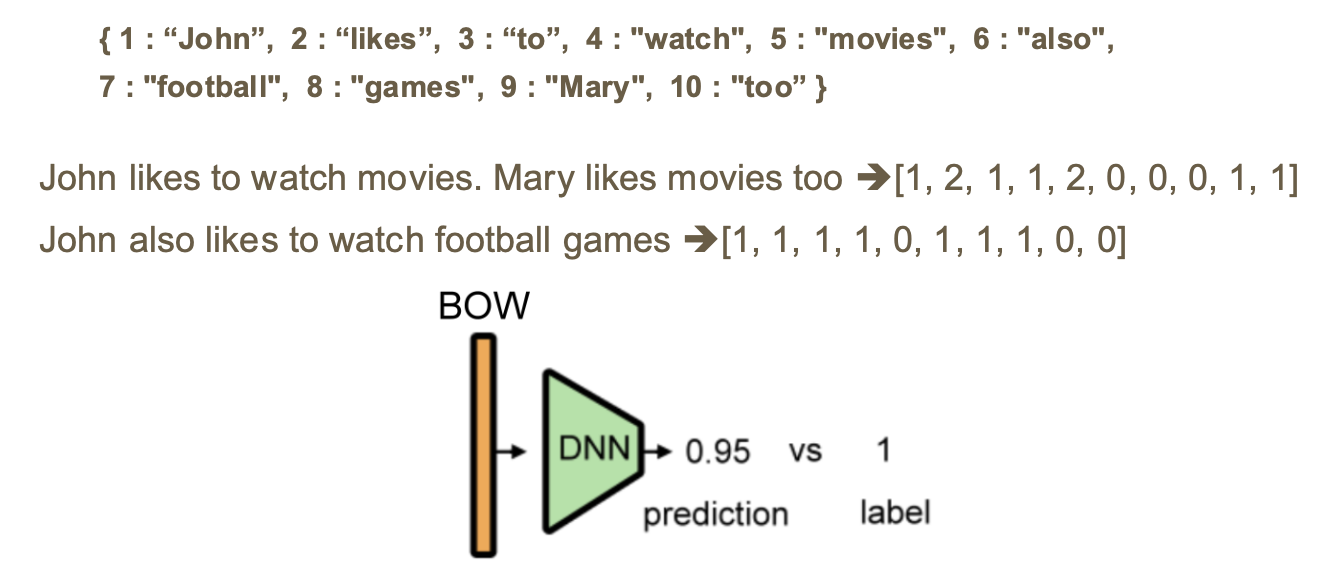 { 1 : “John”, 2 : “likes”, 3 : “to”, 4 : "watch", 5 : "movies", 6 : "also",
7 : "football", 8 : "games", 9 : "Mary", 10 : "too” }
John likes to watch movies. Mary likes movies too ➔[1, 2, 1, 1, 2, 0, 0, 0, 1, 1]
John also likes to watch football games ➔[1, 1, 1, 1, 0, 1, 1, 1, 0, 0]
BOW
DNN 0.95 vs 1
prediction label